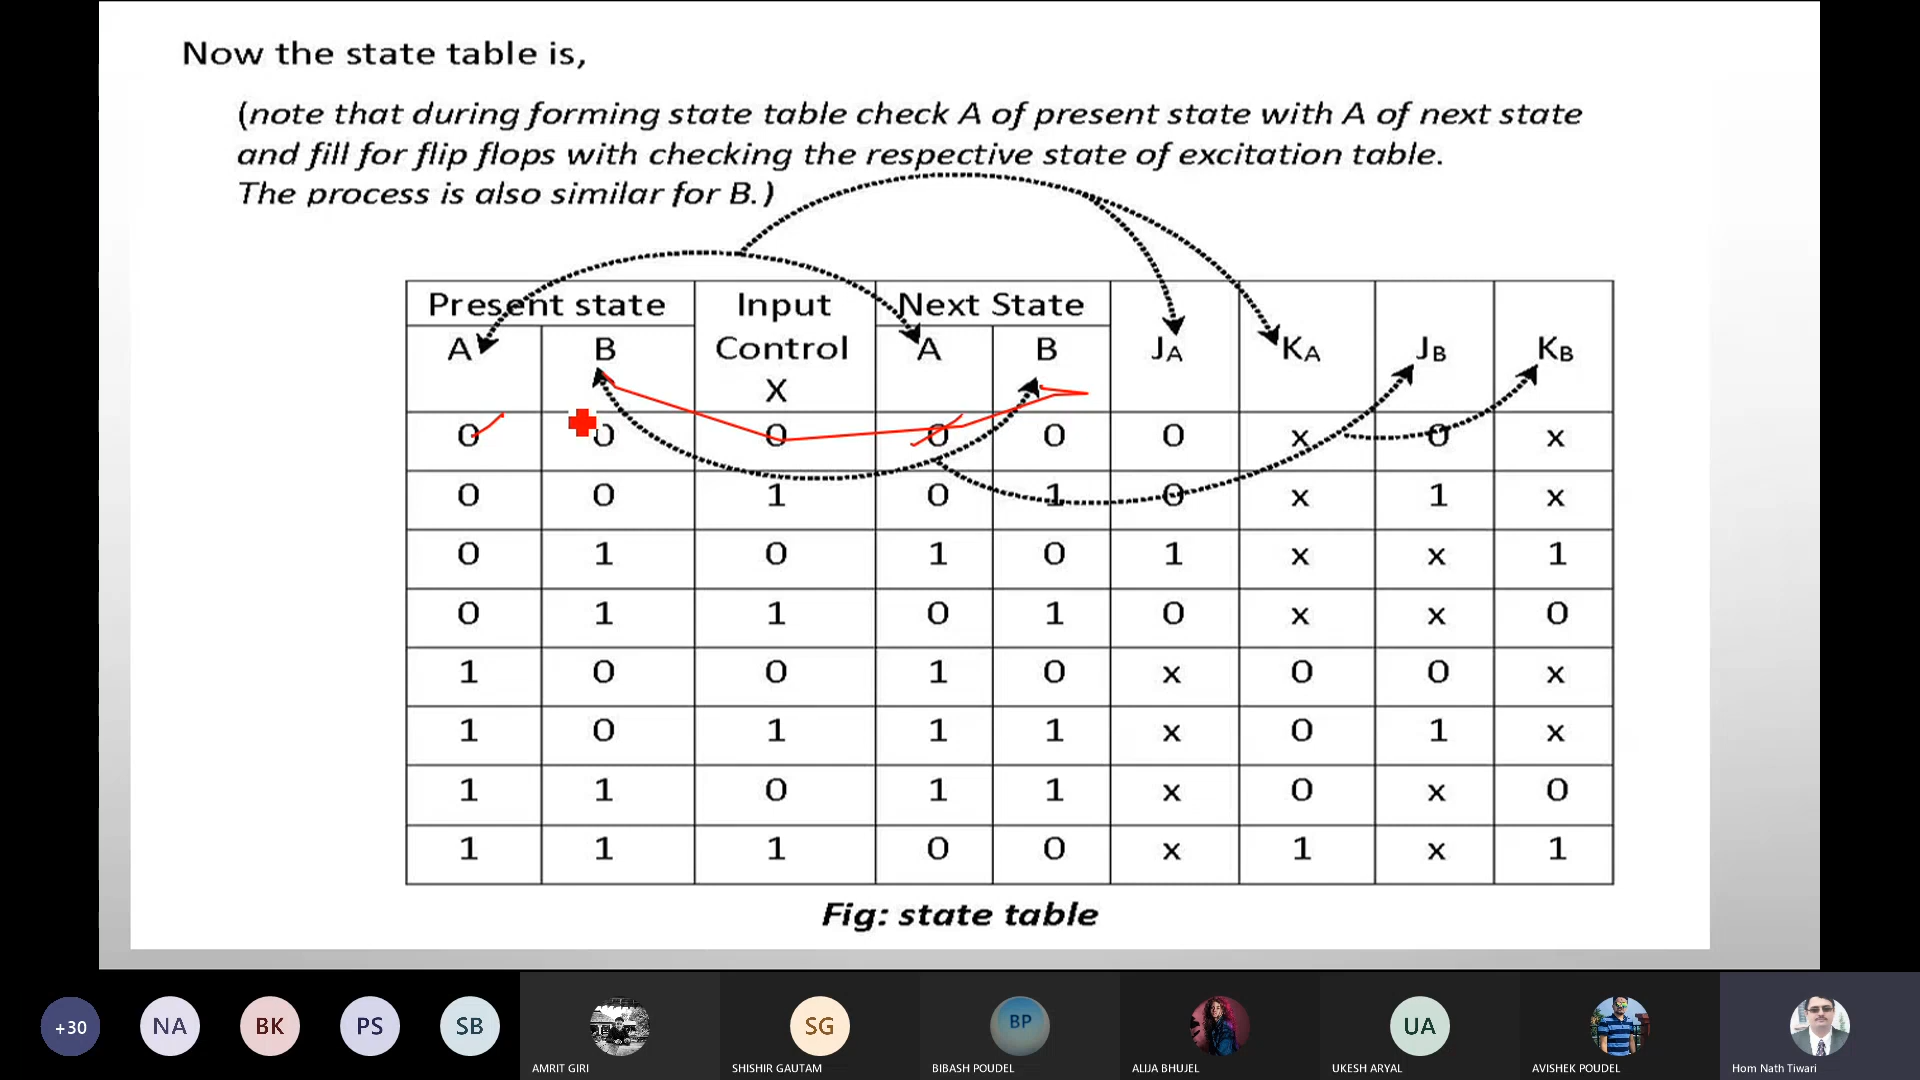 Now the state table is,
(note that during forming state table check A of present state with A of next state
and fill for flip flops with checking the respective state of excitation table.
The process is also similar for B.)
Present state Input Next State
A B Control A B JA KA JB KB
X
0 0 0 0 0 0 x 0 x
0 0 1 0 1 0 x 1 x
0 1 0 1 0 1 x x 1
0 1 1 0 1 0 x x 0
1 0 0 1 0 x 0 0 x
1 0 1 1 1 x 0 1 x
1 1 0 1 1 x 0 x 0
1 1 1 0 0 x 1 x 1
Fig: state table
+30 NA BK PS SB SG BP UA
AMRIT GIRI SHISHIR GAUTAM BIBASH POUDEL ALIJA BHUJEL UKESH ARYAL AVISHEK POUDEL Hom Nath Tiwari